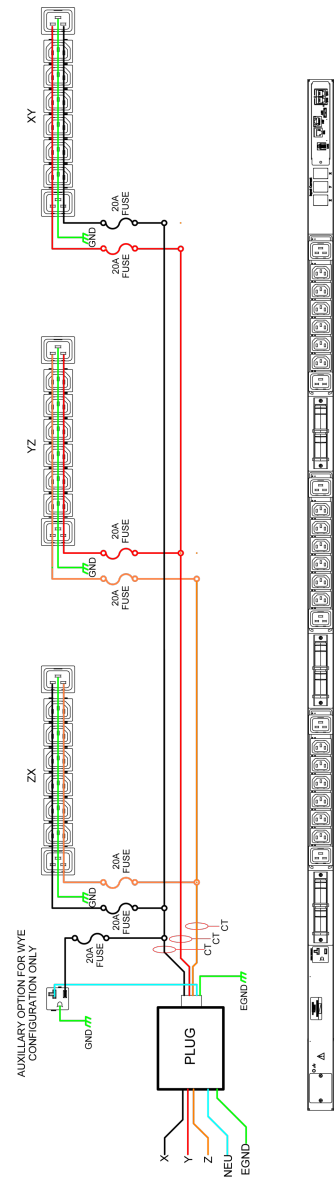 XY
20A
FUSE
GND
20A
FUSE
YZ
20A
FUSE
GND
20A
FUSE
ZX
20A
FUSE
GND
20A
FUSE
20A
FUSE
AUXILLARY OPTION FOR WYE
CONFIGURATION ONLY
GND
CT
CT
CT
EGND
PLUG
X
Y
Z
NEU
EGND